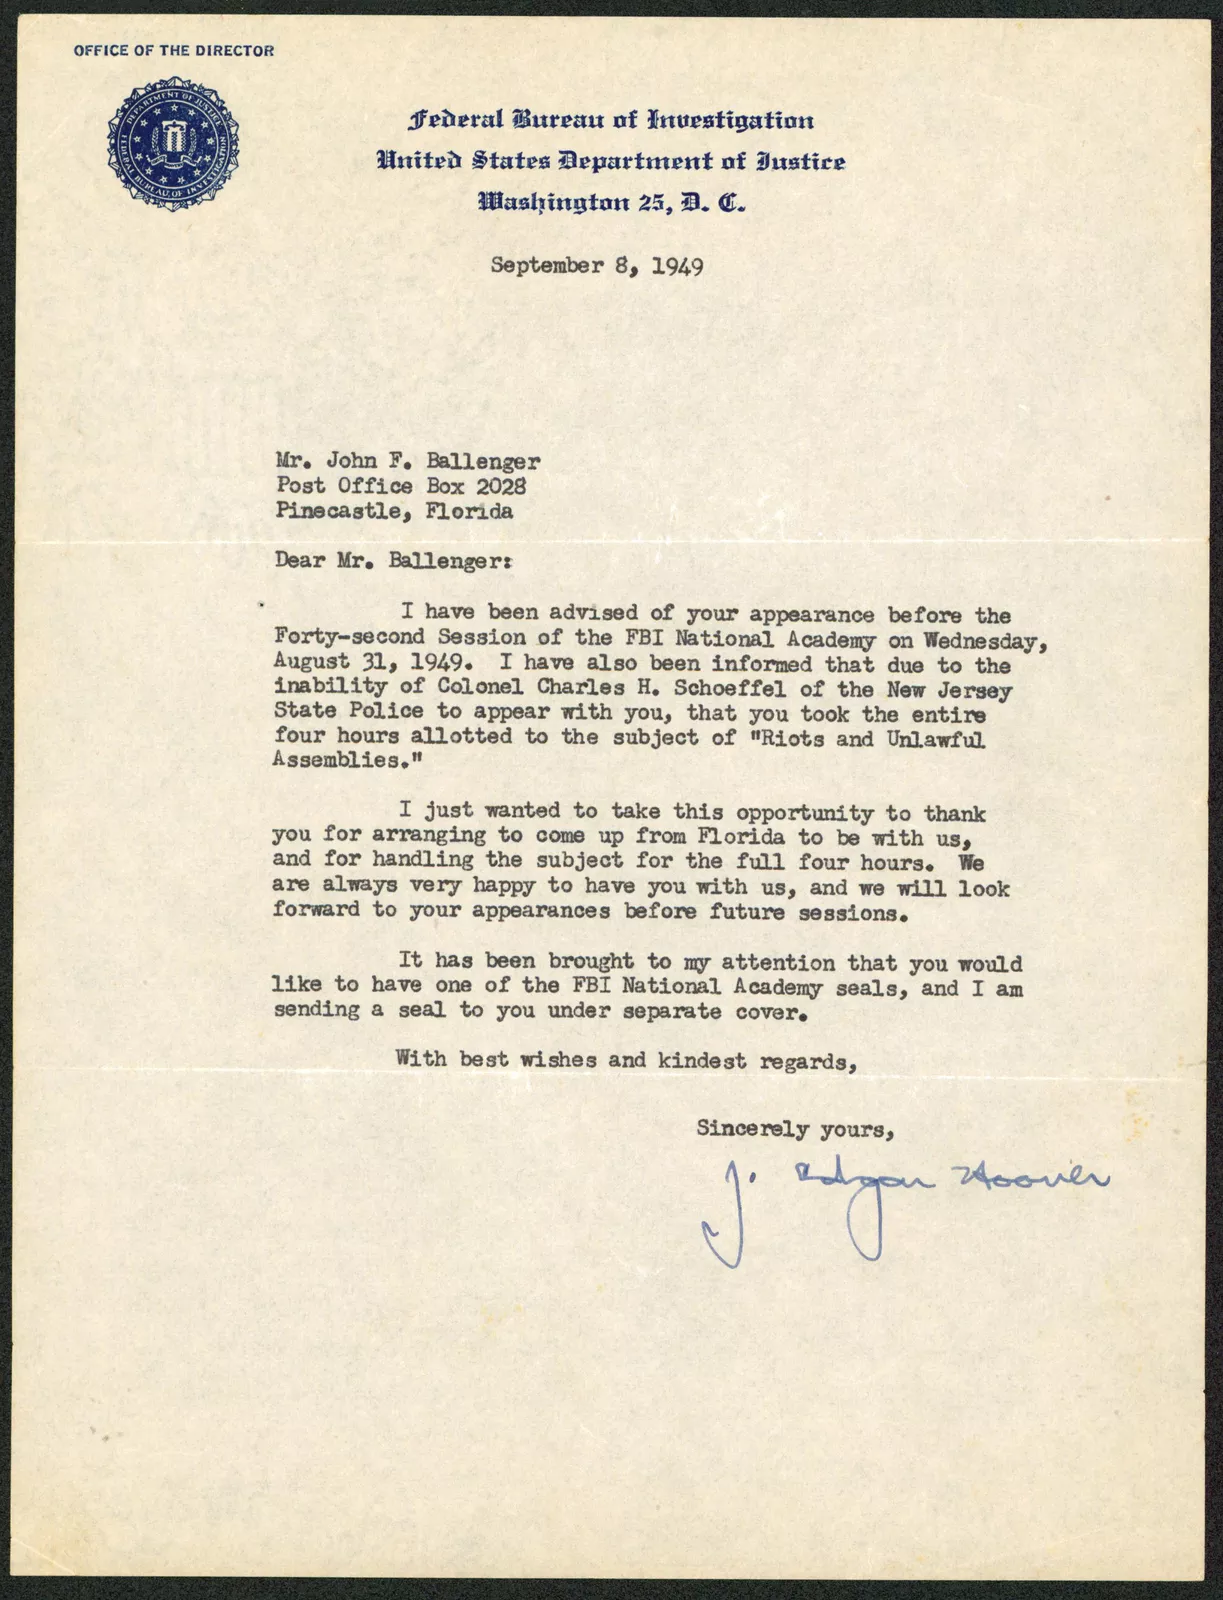 OFFICE OF THE DIRECTOR
DEPARTMENT OF JUSTICE
FEDERAL BUREAU OF INVESTIGATION
Federal Bureau of Investigation
United States Department of Justice
Washington 25, D. C.
September 8, 1949
Mr. John F. Ballenger
Post Office Box 2028
Pinecastle, Florida
Dear Mr. Ballenger:
I have been advised of your appearance before the
Forty-second Session of the FBI National Academy on Wednesday,
August 31, 1949. I have also been informed that due to the
inability of Colonel Charles H. Schoeffel of the New Jersey
State Police to appear with you, that you took the entire
four hours allotted to the subject of "Riots and Unlawful
Assemblies."
I just wanted to take this opportunity to thank
you for arranging to come up from Florida to be with us,
and for handling the subject for the full four hours. We
are always very happy to have you with us, and we will look
forward to your appearances before future sessions.
It has been brought to my attention that you would
like to have one of the FBI National Academy seals, and I am
sending a seal to you under separate cover.
With best wishes and kindest regards,
Sincerely yours,
J. Edgar Hoover